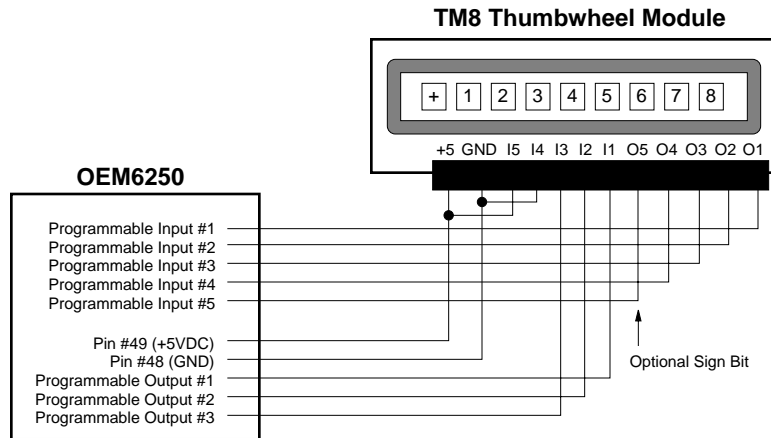 TM8 Thumbwheel Module
+ 1 2 3 4 5 6 7 8
+5 GND I5 I4 I3 I2 I1 O5 O4 O3 O2 O1
OEM6250
Programmable Input #1
Programmable Input #2
Programmable Input #3
Programmable Input #4
Programmable Input #5
Pin #49 (+5VDC)
Pin #48 (GND)
Optional Sign Bit
Programmable Output #1
Programmable Output #2
Programmable Output #3